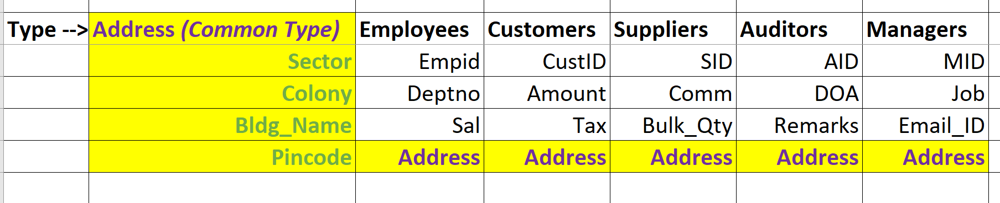 Type --> Address (Common Type) Employees Customers Suppliers Auditors Managers
Sector Empid CustID SID AID MID
Colony Deptno Amount Comm DOA Job
Bldg_Name Sal Tax Bulk_Qty Remarks Email_ID
Pincode Address Address Address Address Address